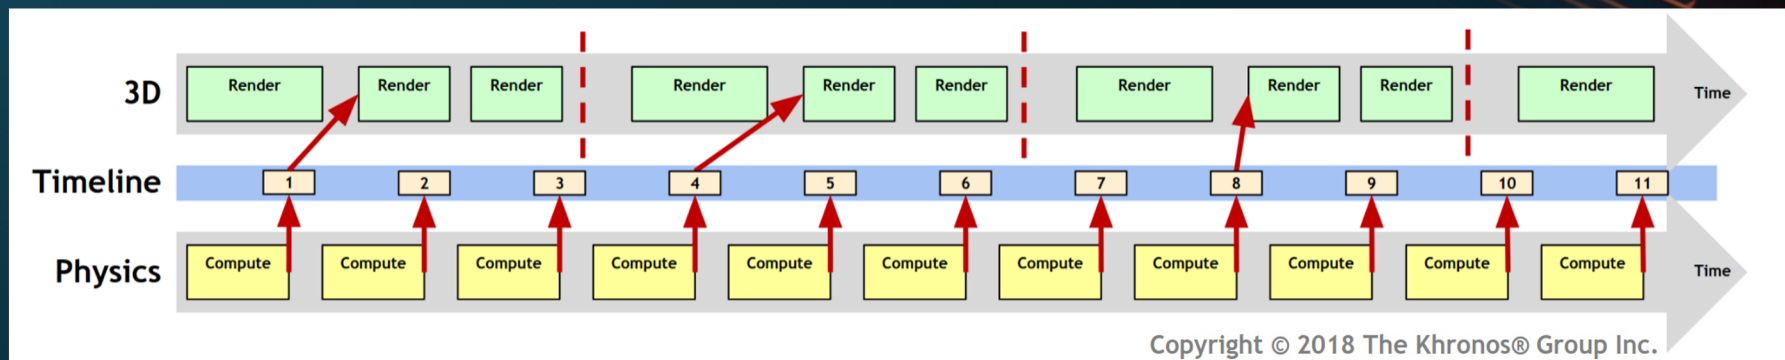 3D
Render Render Render Render Render Render Render Render Render Render
Time
Timeline
1 2 3 4 5 6 7 8 9 10 11
Physics
Compute Compute Compute Compute Compute Compute Compute Compute Compute Compute Compute
Time
Copyright © 2018 The Khronos® Group Inc.